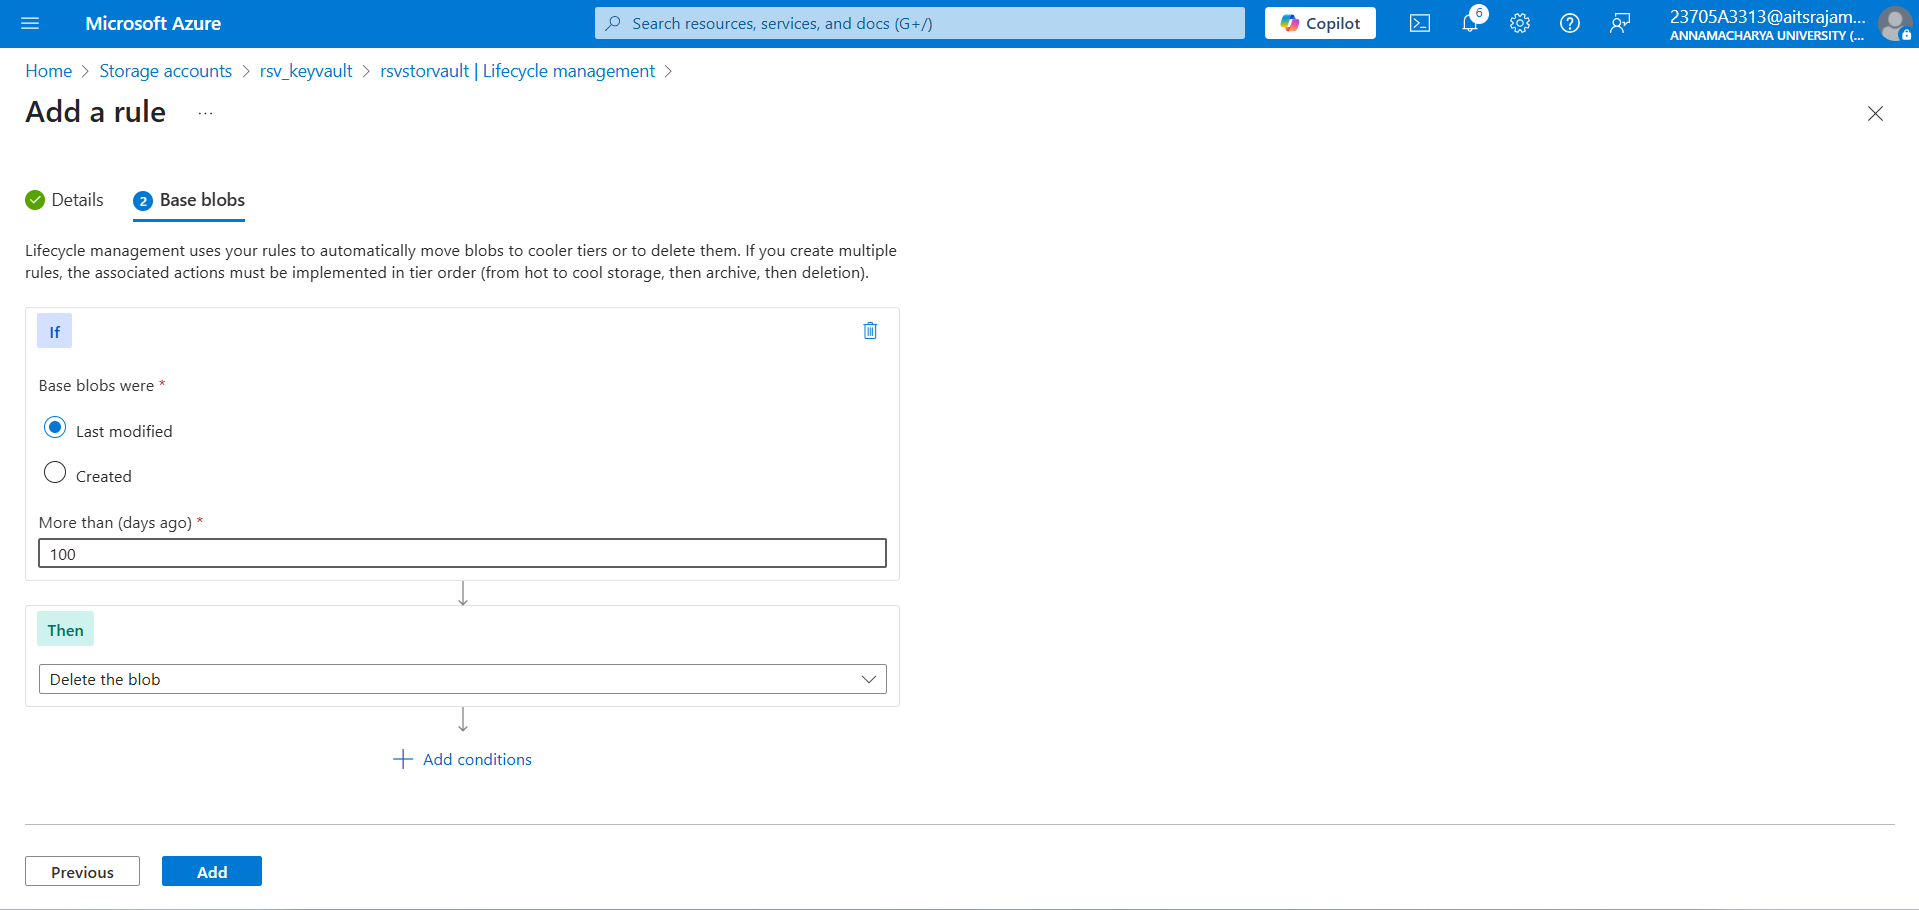 Microsoft Azure
Search resources, services, and docs (G+/)
Copilot
6
23705A3313@aitsrajam...
ANNAMACHARYA UNIVERSITY (...
Home > Storage accounts > rsv_keyvault > rsvstorvault | Lifecycle management >
Add a rule ...
Details
2 Base blobs
Lifecycle management uses your rules to automatically move blobs to cooler tiers or to delete them. If you create multiple
rules, the associated actions must be implemented in tier order (from hot to cool storage, then archive, then deletion).
If
Base blobs were *
Last modified
Created
More than (days ago) *
100
Then
Delete the blob
Add conditions
Previous
Add